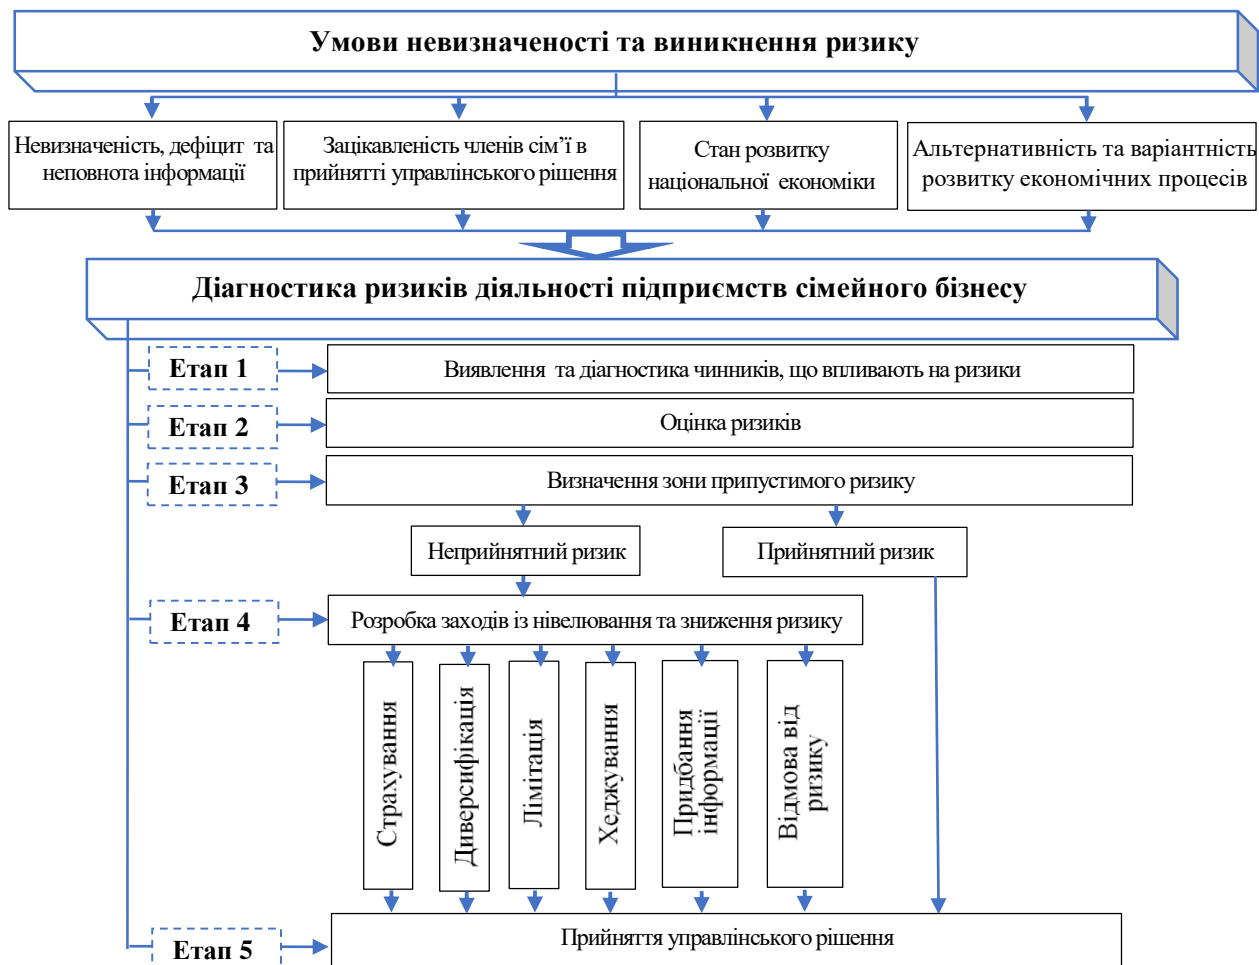 Умови невизначеності та виникнення ризику
Невизначеність, дефіцит та
неповнота інформації
Зацікавленість членів сім’ї в
прийнятті управлінського рішення
Стан розвитку
національної економіки
Альтернативність та варіантність
розвитку економічних процесів
Діагностика ризиків діяльності підприємств сімейного бізнесу
Етап 1
Виявлення та діагностика чинників, що впливають на ризики
Етап 2
Оцінка ризиків
Етап 3
Визначення зони припустимого ризику
Неприйнятний ризик
Прийнятний ризик
Етап 4
Розробка заходів із нівелювання та зниження ризику
Страхування
Диверсифікація
Лімітація
Хеджування
Придбання
інформації
Відмова від
ризику
Етап 5
Прийняття управлінського рішення